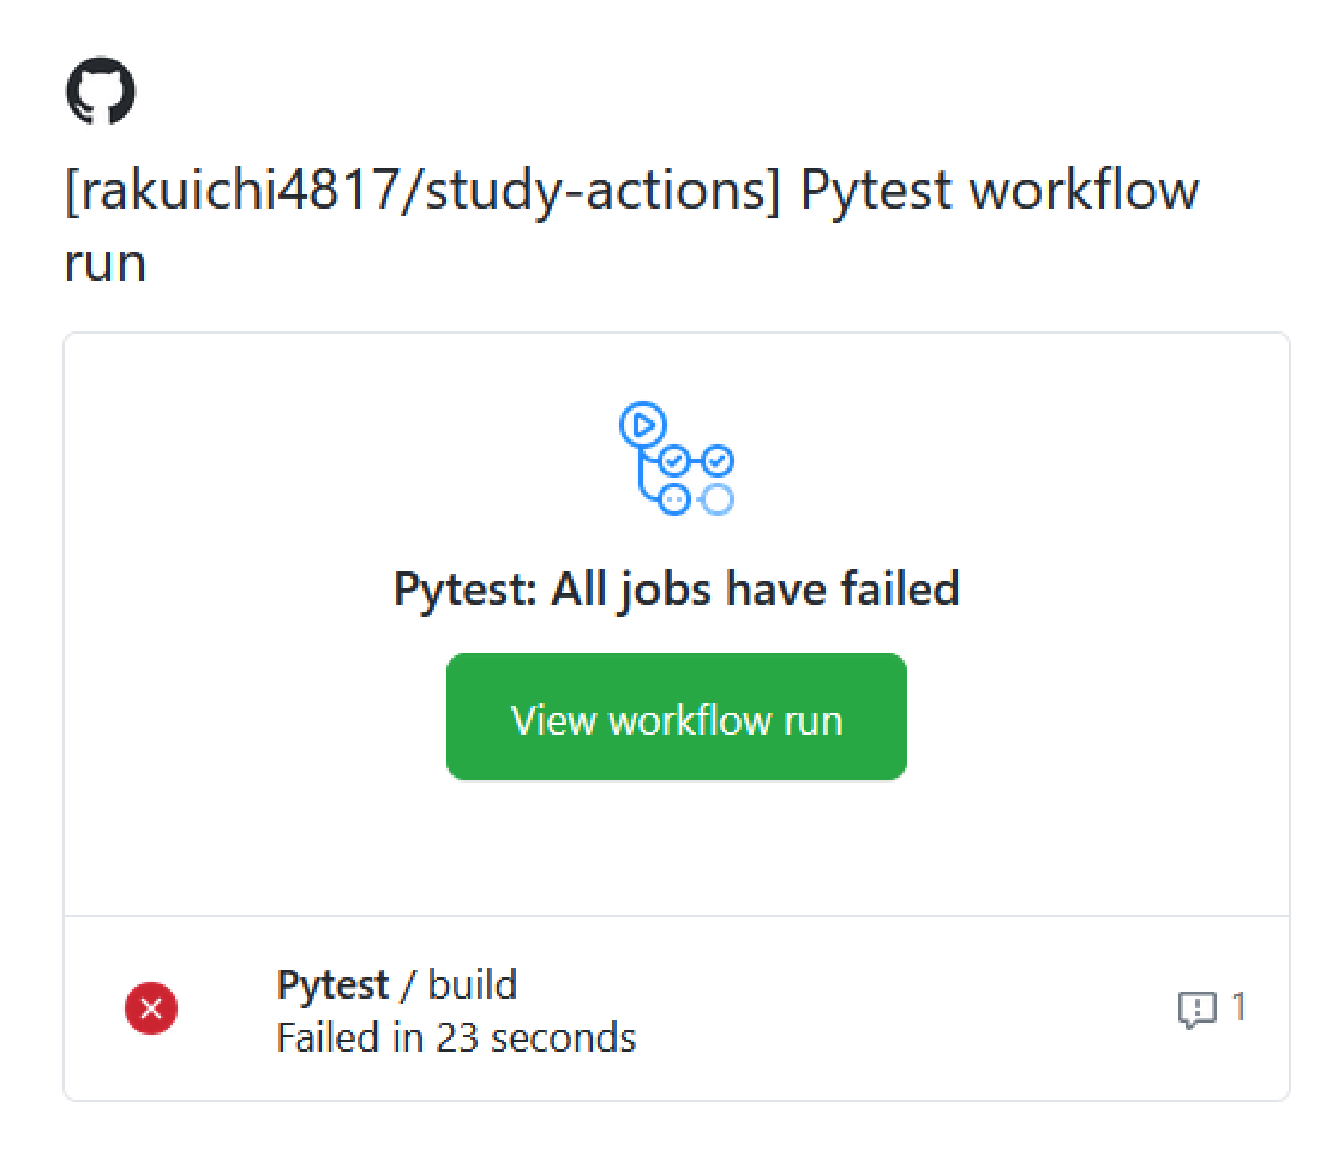 [rakuichi4817/study-actions] Pytest workflow
run
Pytest: All jobs have failed
View workflow run
Pytest / build
Failed in 23 seconds
1